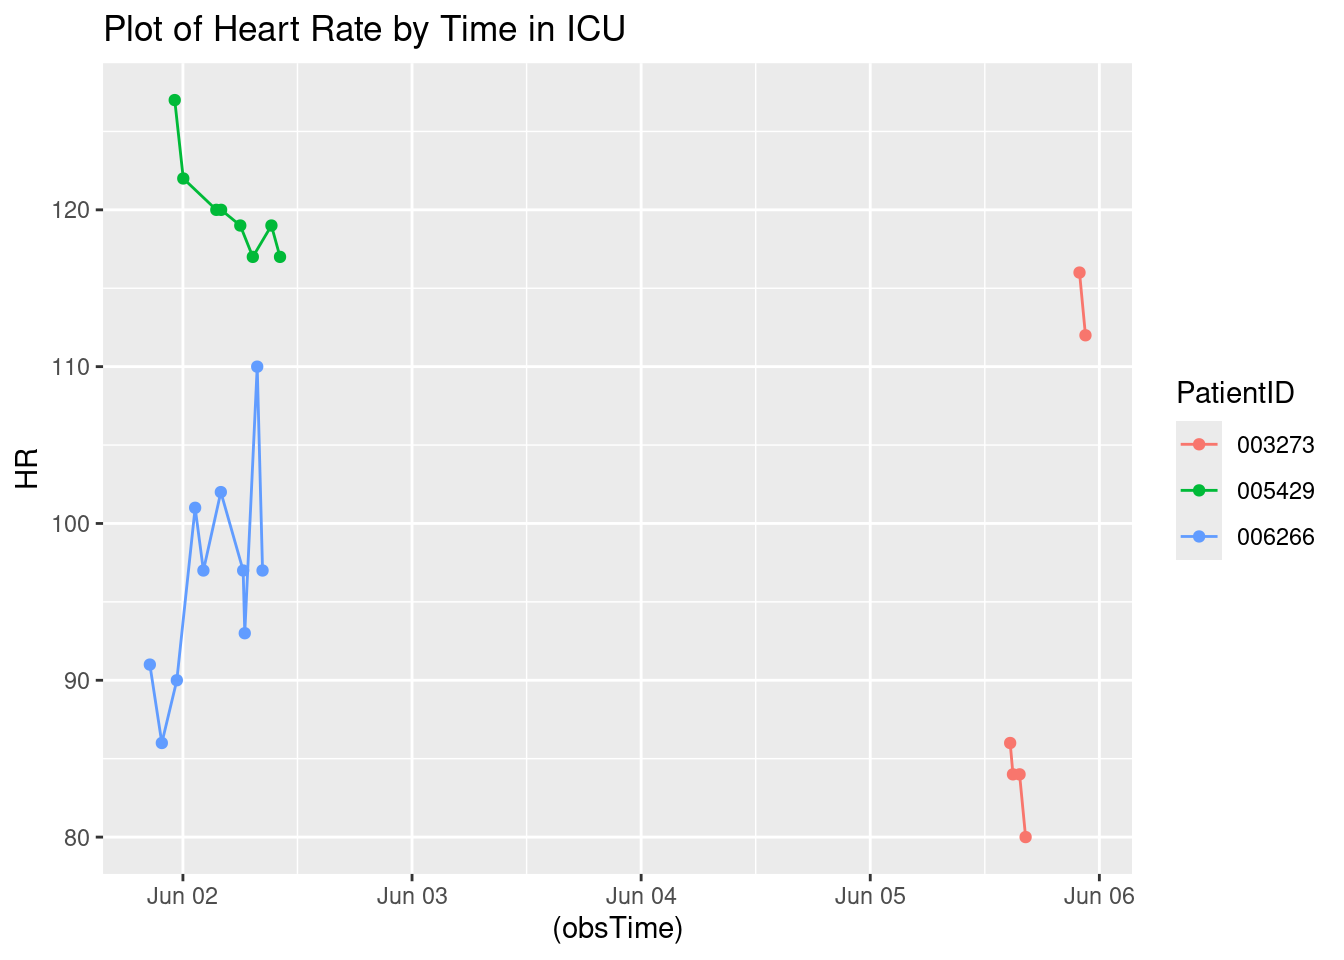 Plot of Heart Rate by Time in ICU
HR
120
110
100
90
80
Jun 02
Jun 03
Jun 04
Jun 05
Jun 06
(obsTime)
PatientID
003273
005429
006266